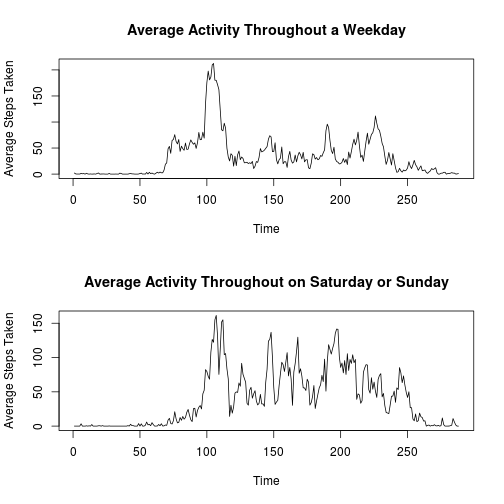 Average Activity Throughout a Weekday
Average Steps Taken
0 50 150
0 50 100 150 200 250
Time
Average Activity Throughout on Saturday or Sunday
Average Steps Taken
0 50 100 150
0 50 100 150 200 250
Time